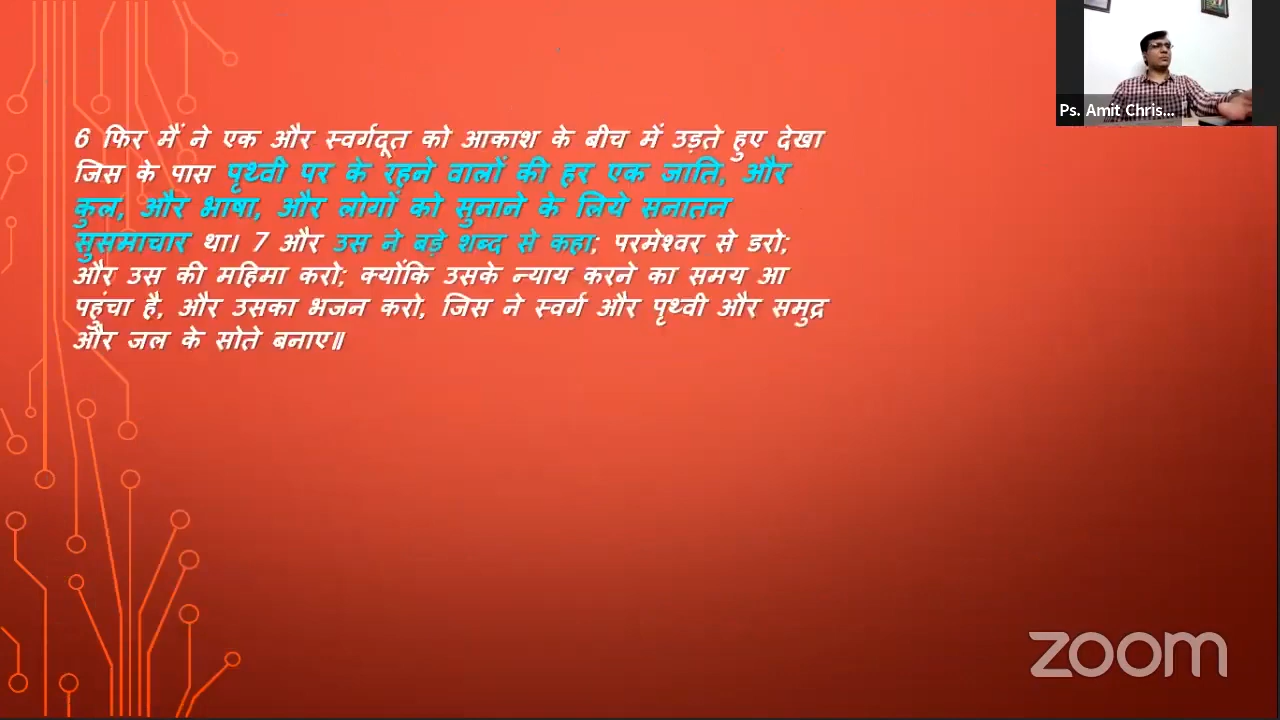 6 फिर मैं ने एक और स्वर्गदूत को आकाश के बीच में उड़ते हुए देखा
जिस के पास पृथ्वी पर के रहने वालों की हर एक जाति, और
कुल, और भाषा, और लोगों को सुनाने के लिये सनातन
सुसमाचार था। 7 और उस ने बड़े शब्द से कहा; परमेश्वर से डरो;
और उस की महिमा करो; क्योंकि उसके न्याय करने का समय आ
पहुंचा है, और उसका भजन करो, जिस ने स्वर्ग और पृथ्वी और समुद्र
और जल के सोते बनाए॥
Ps. Amit Chris...
zoom